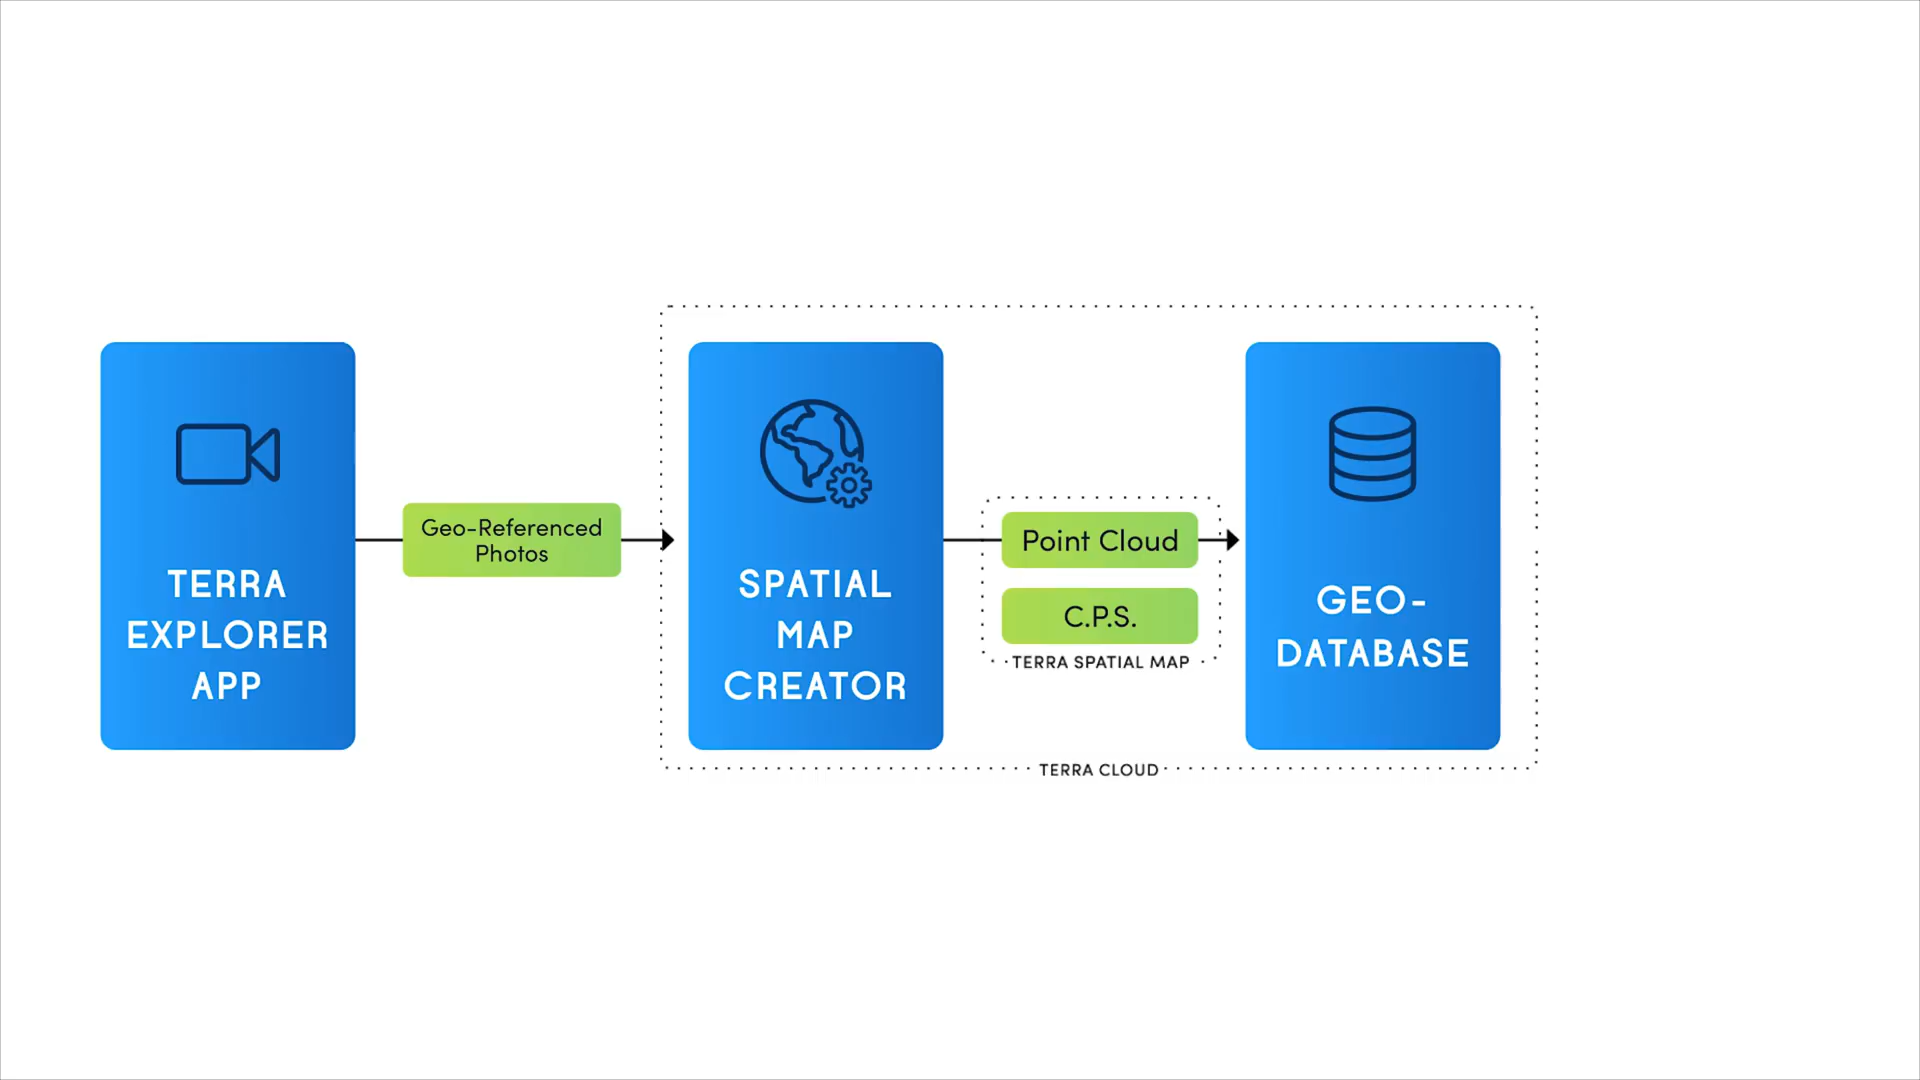 TERRA
EXPLORER
APP
Geo-Referenced
Photos
SPATIAL
MAP
CREATOR
Point Cloud
C.P.S.
TERRA SPATIAL MAP
GEO-
DATABASE
TERRA CLOUD